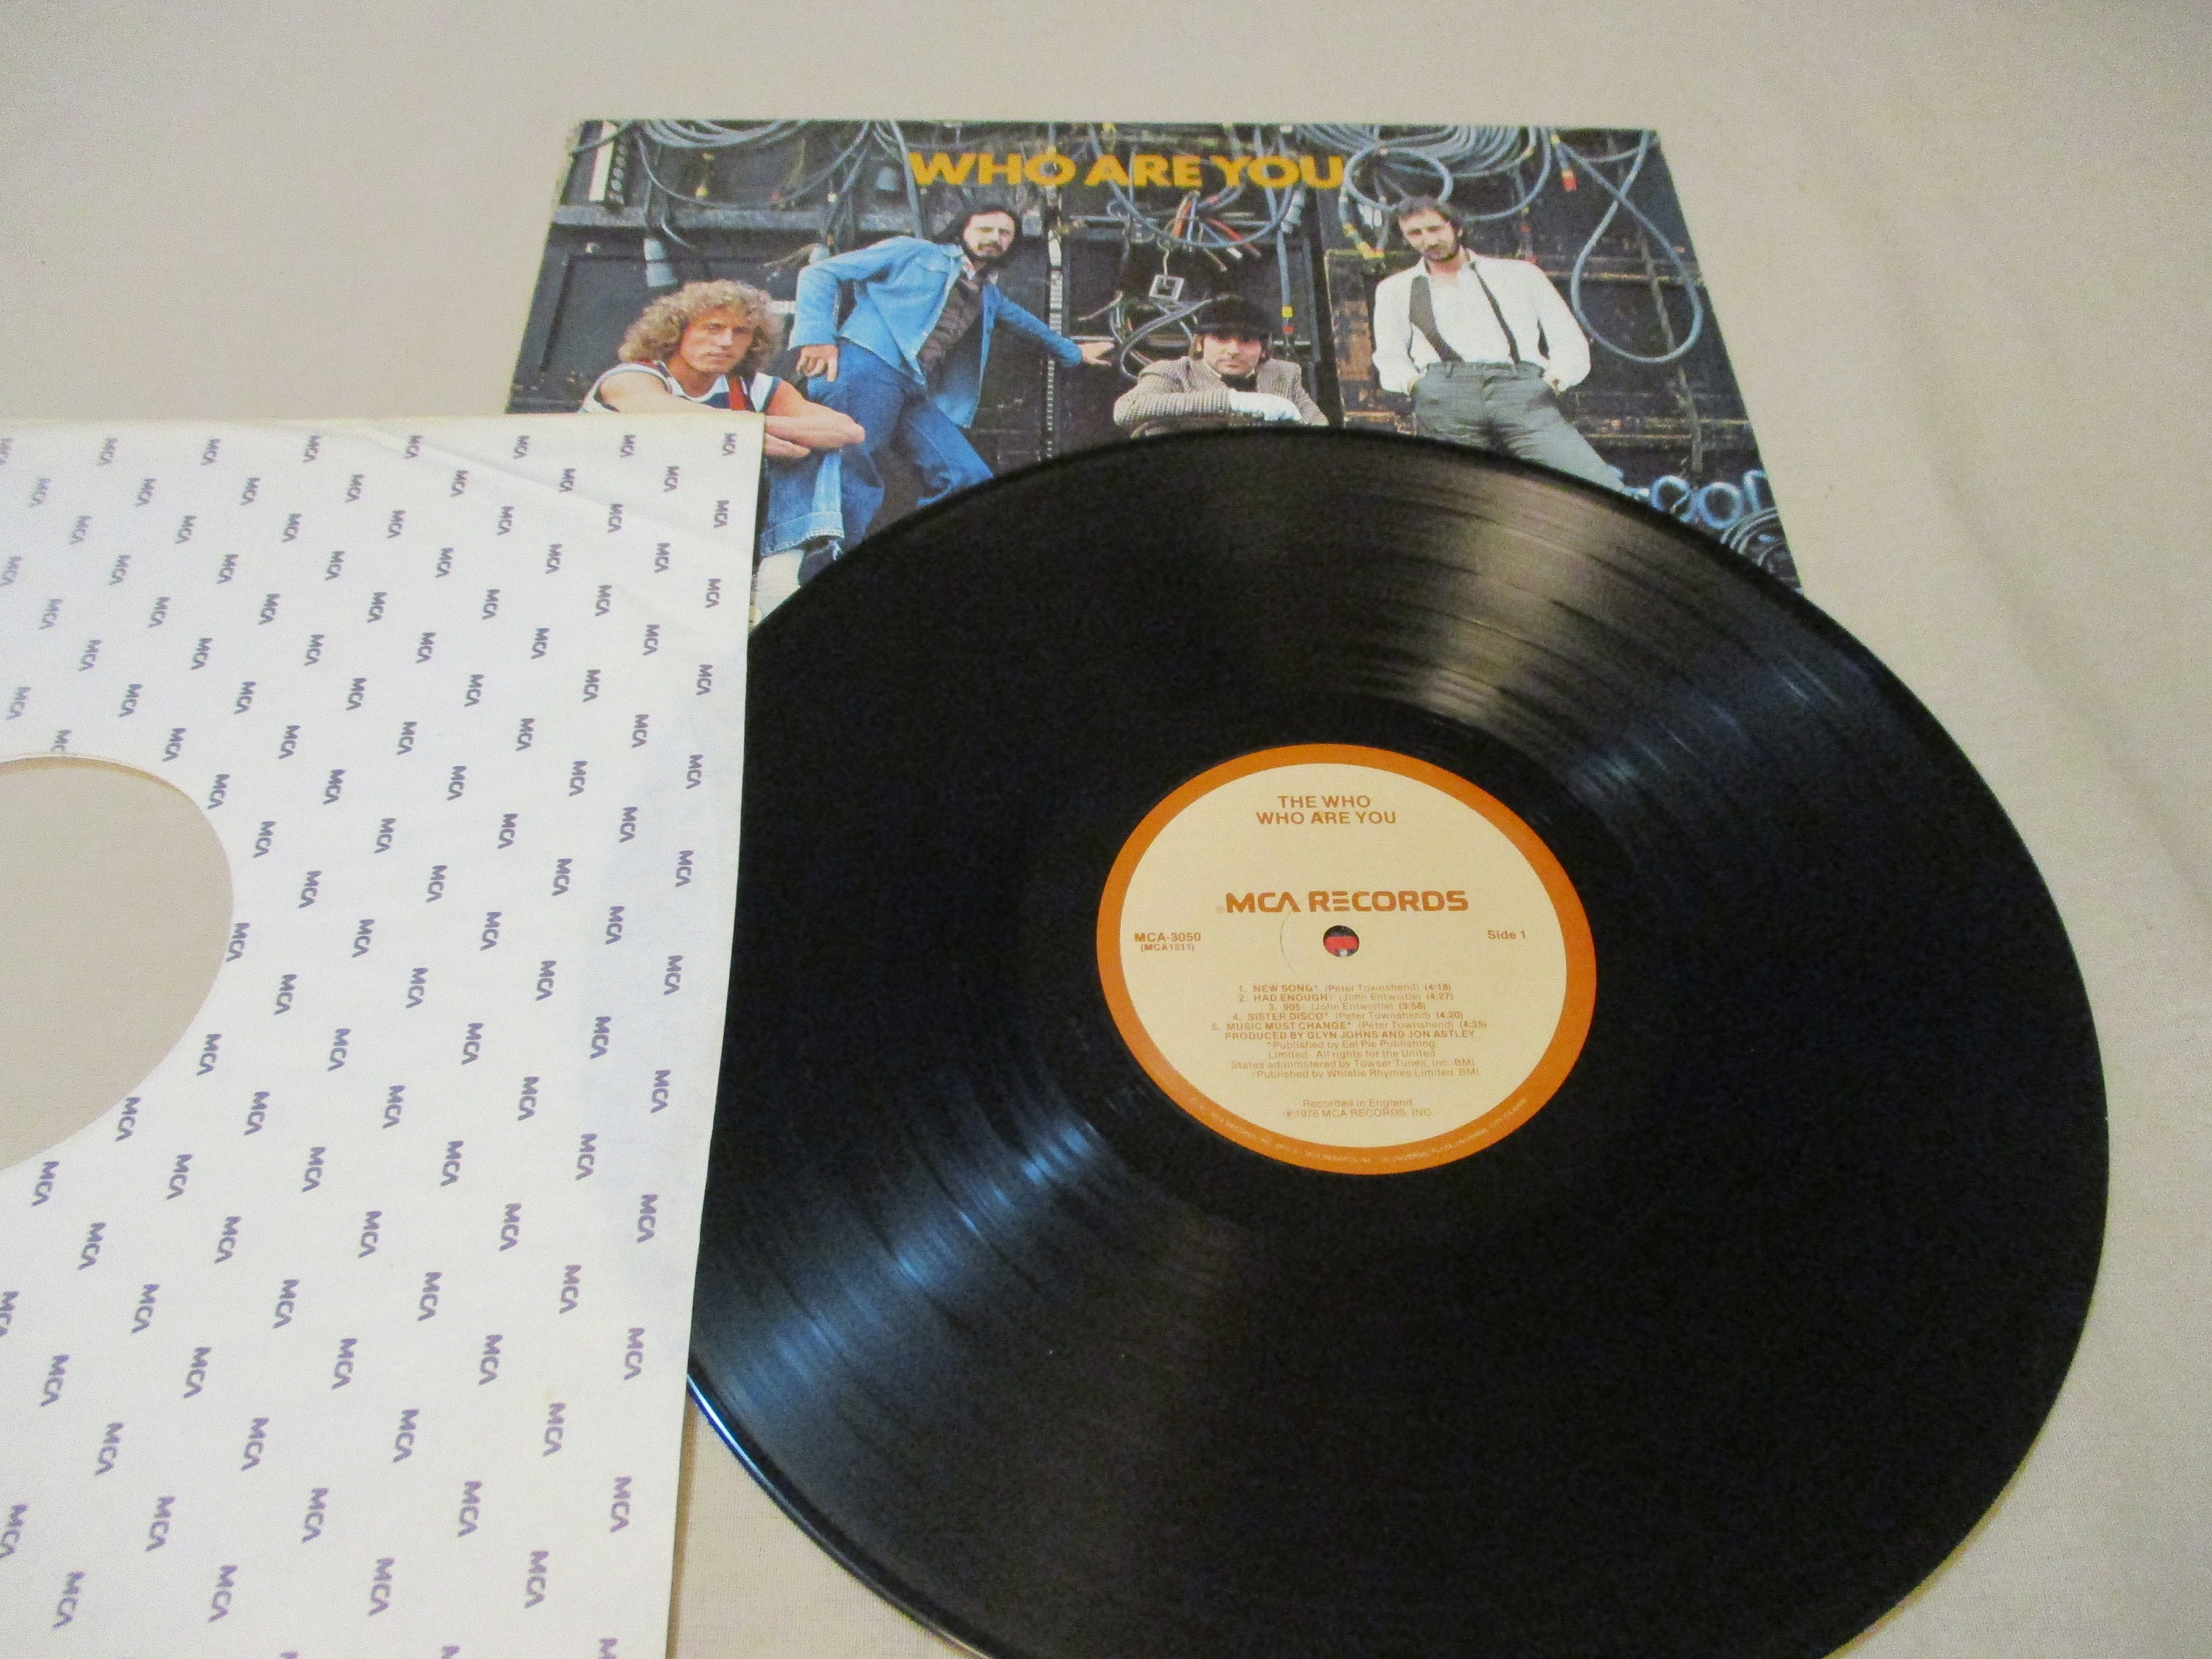 WHO ARE YOU
THE WHO
WHO ARE YOU
MCA RECORDS
MCA-3050
(MCA1511)
Side 1
1. NEW SONG* (Peter Townshend) (4:18)
2. HAD ENOUGH† (John Entwistle) (4:27)
3. 905† (John Entwistle) (3:58)
4. SISTER DISCO* (Peter Townshend) (4:20)
5. MUSIC MUST CHANGE* (Peter Townshend) (4:35)
PRODUCED BY GLYN JOHNS AND JON ASTLEY
*Published by Eel Pie Publishing
Limited. All rights for the United
States administered by Towser Tunes, Inc.-BMI
†Published by Whistle Rhymes Limited, BMI
Recorded in England
℗1978 MCA RECORDS, INC.
MCA